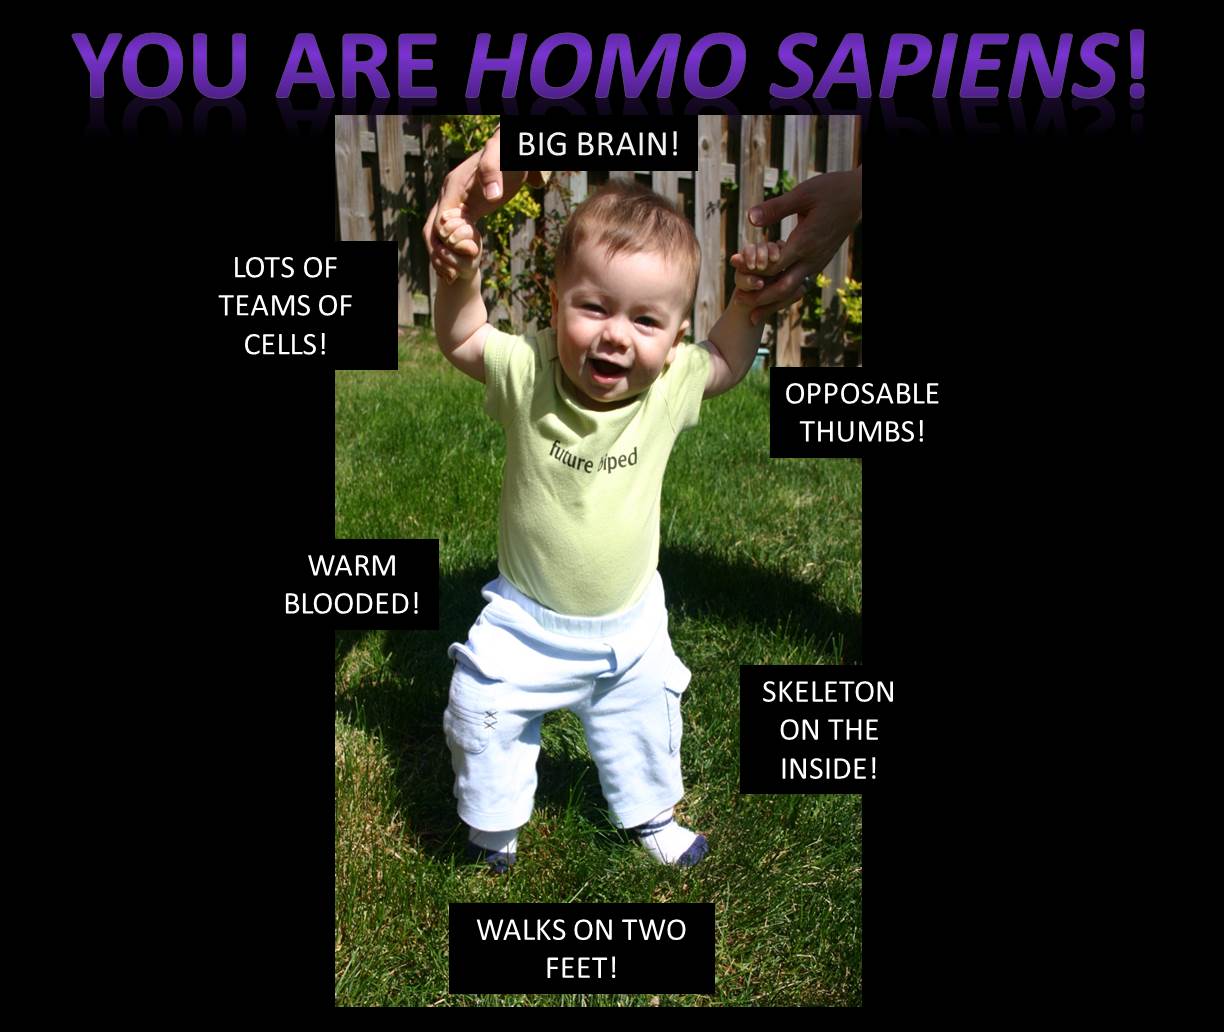 YOU ARE HOMO SAPIENS!
BIG BRAIN!
LOTS OF
TEAMS OF
CELLS!
OPPOSABLE
THUMBS!
future biped
WARM
BLOODED!
SKELETON
ON THE
INSIDE!
WALKS ON TWO
FEET!